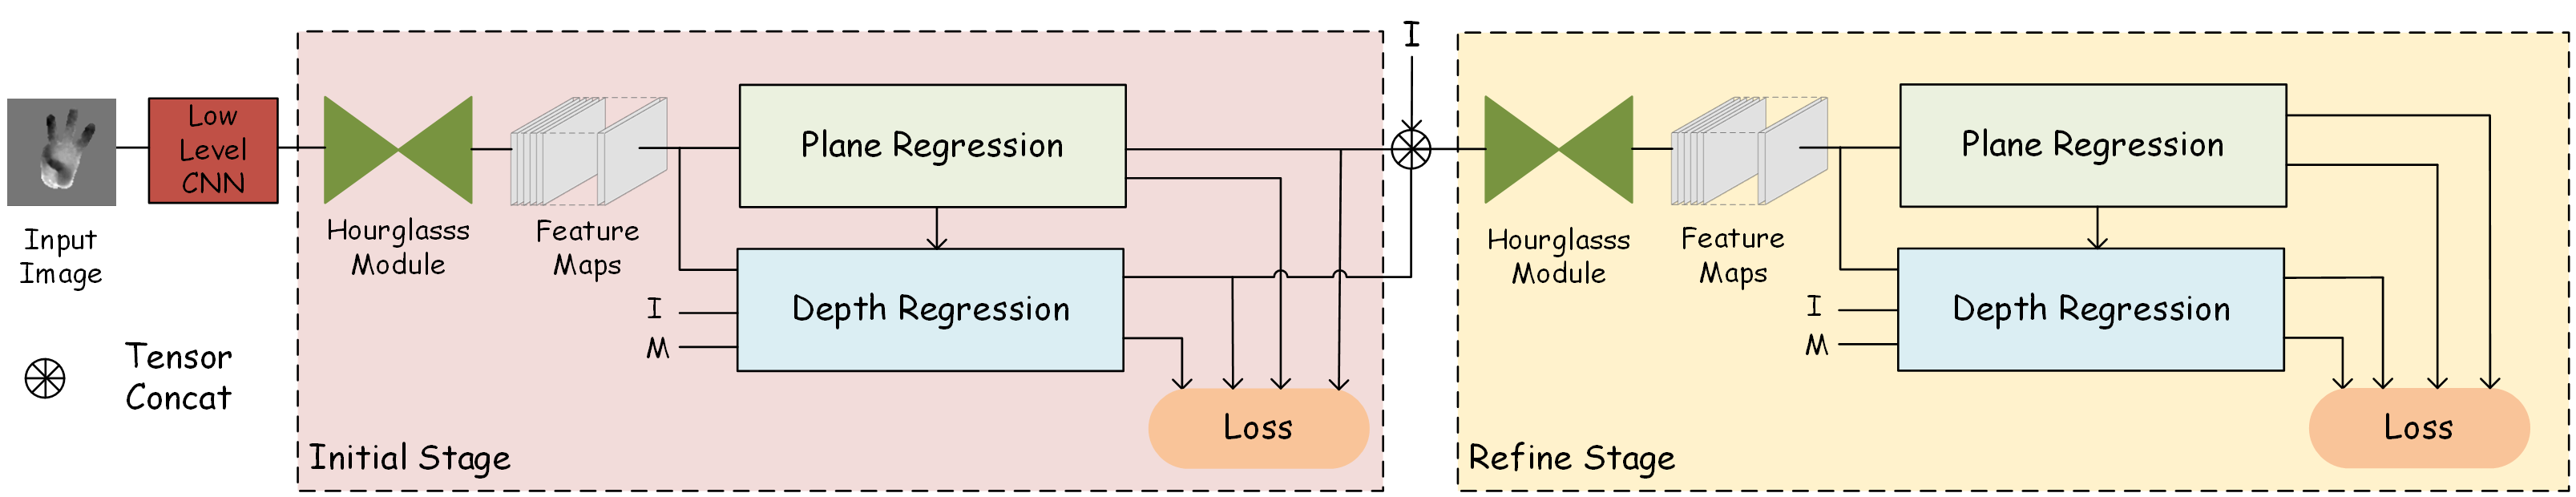 Input
Image
Low
Level
CNN
Tensor
Concat
Hourglasss
Module
Feature
Maps
Plane Regression
Depth Regression
I
M
Loss
Initial Stage
I
Hourglasss
Module
Feature
Maps
Plane Regression
Depth Regression
I
M
Loss
Refine Stage